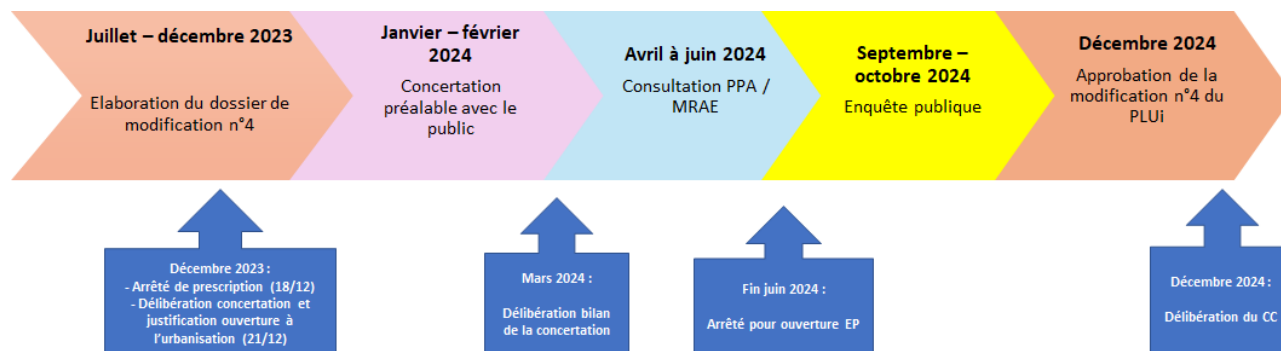 Juillet – décembre 2023
Elaboration du dossier de
modification n°4
Janvier – février
2024
Concertation
préalable avec le
public
Avril à juin 2024
Consultation PPA /
MRAE
Septembre –
octobre 2024
Enquête publique
Décembre 2024
Approbation de la
modification n°4 du
PLUi
Décembre 2023 :
- Arrêté de prescription (18/12)
- Délibération concertation et
justification ouverture à
l’urbanisation (21/12)
Mars 2024 :
Délibération bilan
de la concertation
Fin juin 2024 :
Arrêté pour ouverture EP
Décembre 2024 :
Délibération du CC